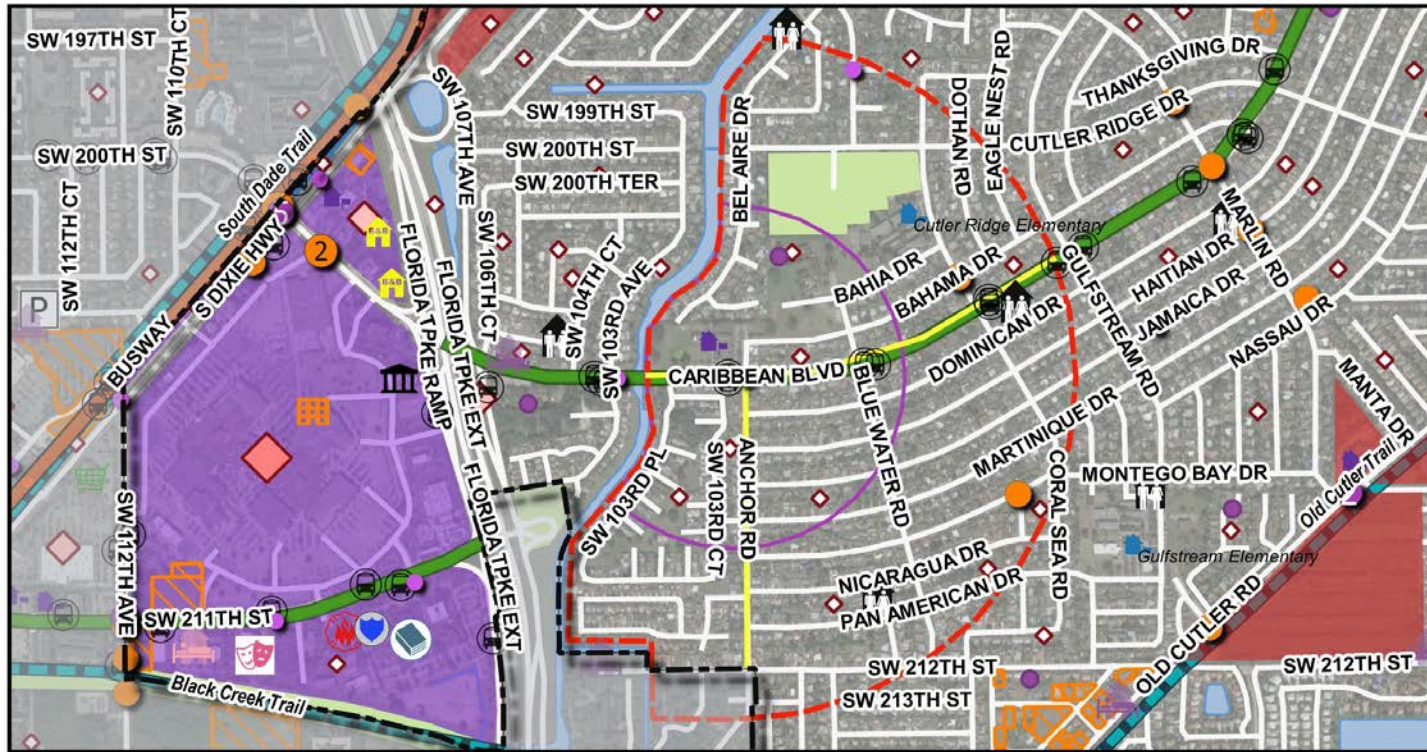 SW 197TH ST
SW 110TH CT
SW 200TH ST
SW 112TH CT
South Dade Trail
S DIXIE HWY
BUSWAY
P
2
B&B
B&B
SW 107TH AVE
SW 106TH CT
SW 199TH ST
SW 200TH ST
SW 200TH TER
SW 104TH CT
SW 103RD AVE
FLORIDA TPKE RAMP
FLORIDA TPKE EXT
FLORIDA TPKE EXT
BEL AIRE DR
DOTHAN RD
EAGLE NEST RD
THANKSGIVING DR
CUTLER RIDGE DR
Cutler Ridge Elementary
BAHIA DR
BAHAMA DR
DOMINICAN DR
GULFSTREAM RD
MARLIN RD
HAITIAN DR
JAMAICA DR
NASSAU DR
MANTA DR
CARIBBEAN BLVD
BLUE WATER RD
MARTINIQUE DR
CORAL SEA RD
MONTEGO BAY DR
Old Cutler Trail
SW 103RD PL
SW 103RD CT
ANCHOR RD
Gulfstream Elementary
NICARAGUA DR
PAN AMERICAN DR
OLD CUTLER RD
SW 112TH AVE
SW 211TH ST
Black Creek Trail
SW 212TH ST
SW 212TH ST
SW 213TH ST